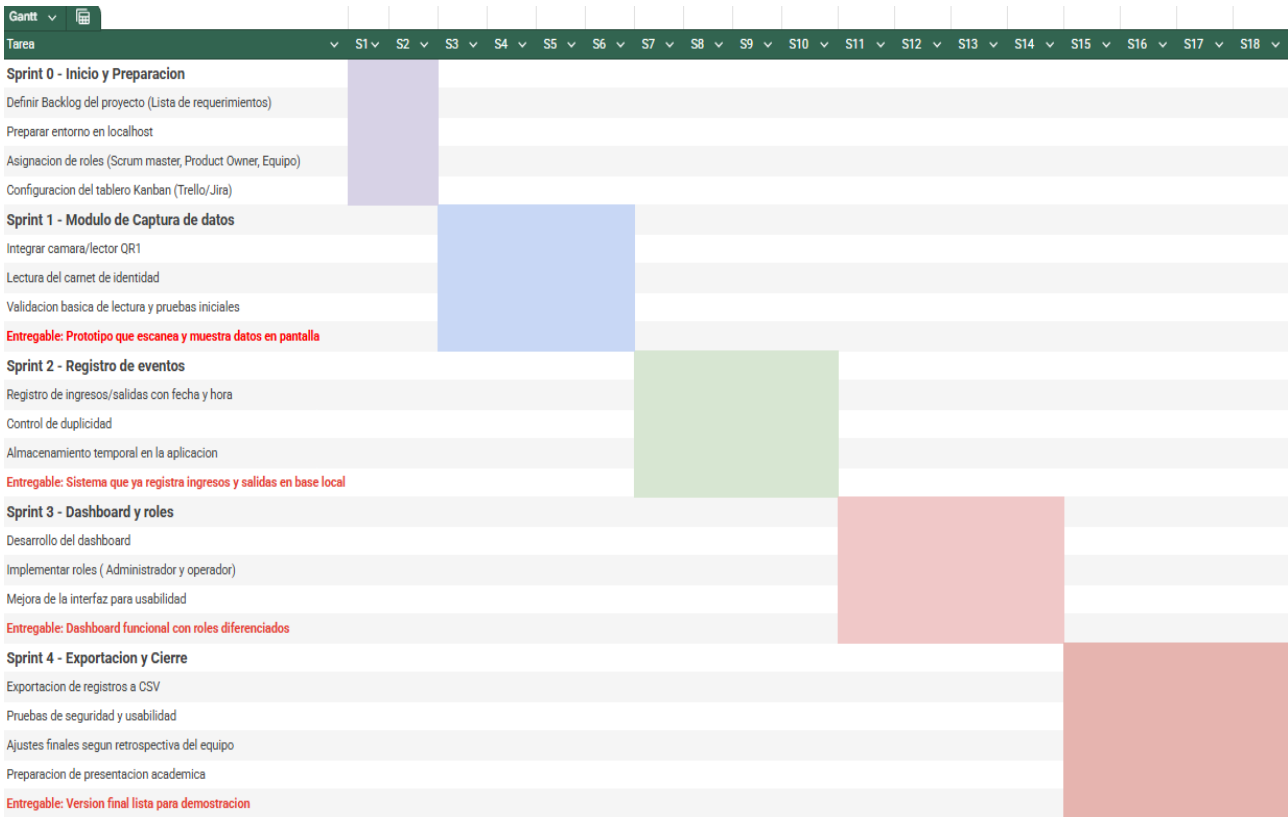 Gantt
Tarea S1 S2 S3 S4 S5 S6 S7 S8 S9 S10 S11 S12 S13 S14 S15 S16 S17 S18
Sprint 0 - Inicio y Preparacion
Definir Backlog del proyecto (Lista de requerimientos)
Preparar entorno en localhost
Asignacion de roles (Scrum master, Product Owner, Equipo)
Configuracion del tablero Kanban (Trello/Jira)
Sprint 1 - Modulo de Captura de datos
Integrar camara/lector QR1
Lectura del carnet de identidad
Validacion basica de lectura y pruebas iniciales
Entregable: Prototipo que escanea y muestra datos en pantalla
Sprint 2 - Registro de eventos
Registro de ingresos/salidas con fecha y hora
Control de duplicidad
Almacenamiento temporal en la aplicacion
Entregable: Sistema que ya registra ingresos y salidas en base local
Sprint 3 - Dashboard y roles
Desarrollo del dashboard
Implementar roles ( Administrador y operador)
Mejora de la interfaz para usabilidad
Entregable: Dashboard funcional con roles diferenciados
Sprint 4 - Exportacion y Cierre
Exportacion de registros a CSV
Pruebas de seguridad y usabilidad
Ajustes finales segun retrospectiva del equipo
Preparacion de presentacion academica
Entregable: Version final lista para demostracion